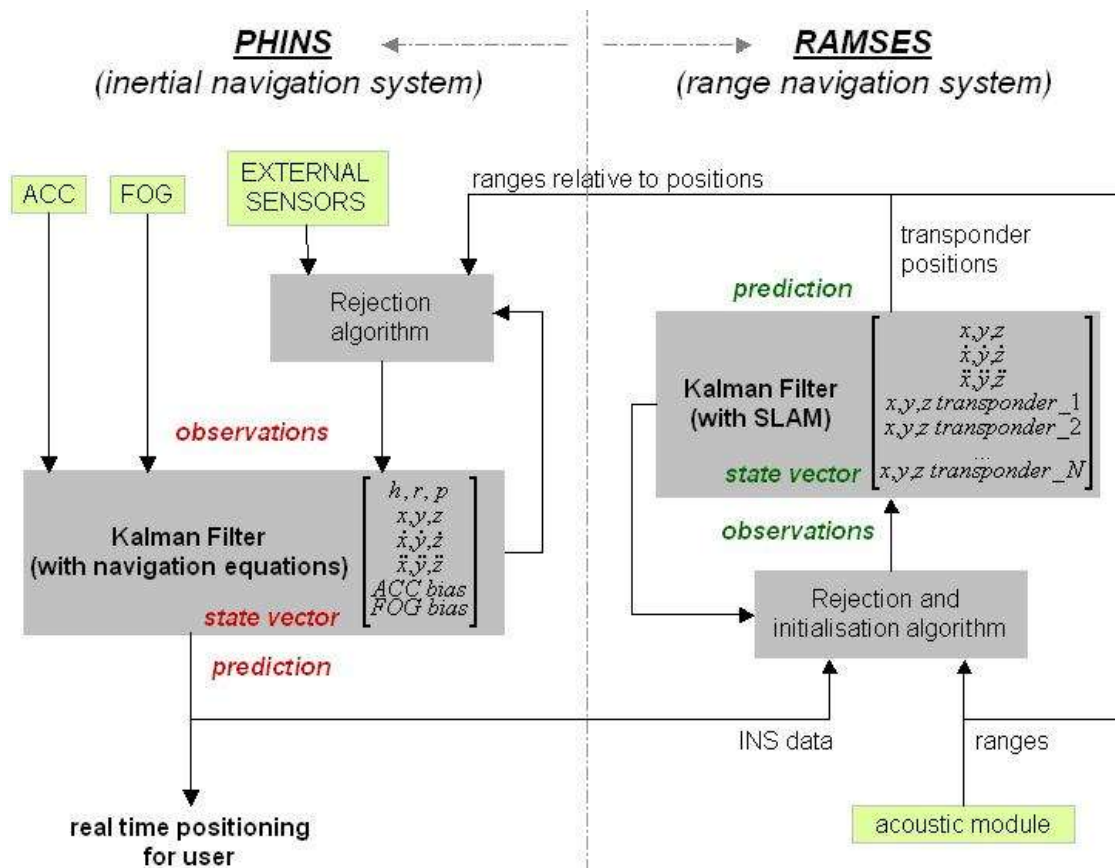 PHINS
(inertial navigation system)
RAMSES
(range navigation system)
ACC
FOG
EXTERNAL
SENSORS
ranges relative to positions
transponder
positions
Rejection
algorithm
prediction
Kalman Filter
(with SLAM)
x,y,z
ẋ,ẏ,ż
ẍ,ÿ,z̈
x,y,z transponder_1
x,y,z transponder_2
...
x,y,z transponder_N
state vector
observations
observations
Kalman Filter
(with navigation equations)
h, r, p
x,y,z
ẋ,ẏ,ż
ẍ,ÿ,z̈
ACC bias
FOG bias
state vector
prediction
Rejection and
initialisation algorithm
INS data
ranges
real time positioning
for user
acoustic module